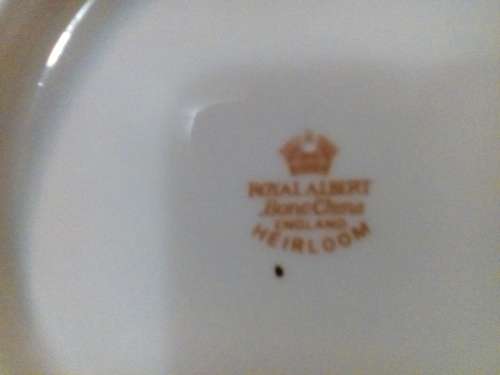 ROYAL ALBERT
Bone China
ENGLAND
HEIRLOOM